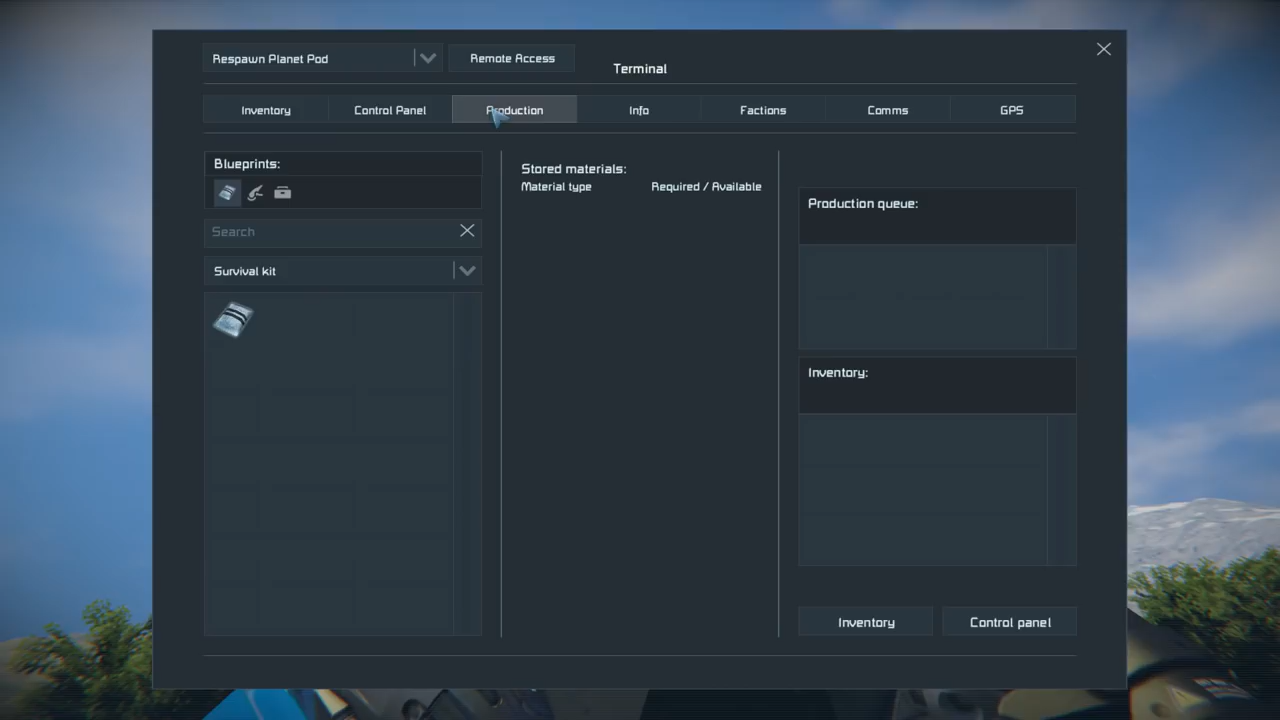 Respawn Planet Pod
Remote Access
Terminal
Inventory
Control Panel
Production
Info
Factions
Comms
GPS
Blueprints:
Search
Survival kit
Stored materials:
Material type
Required / Available
Production queue:
Inventory:
Inventory
Control panel